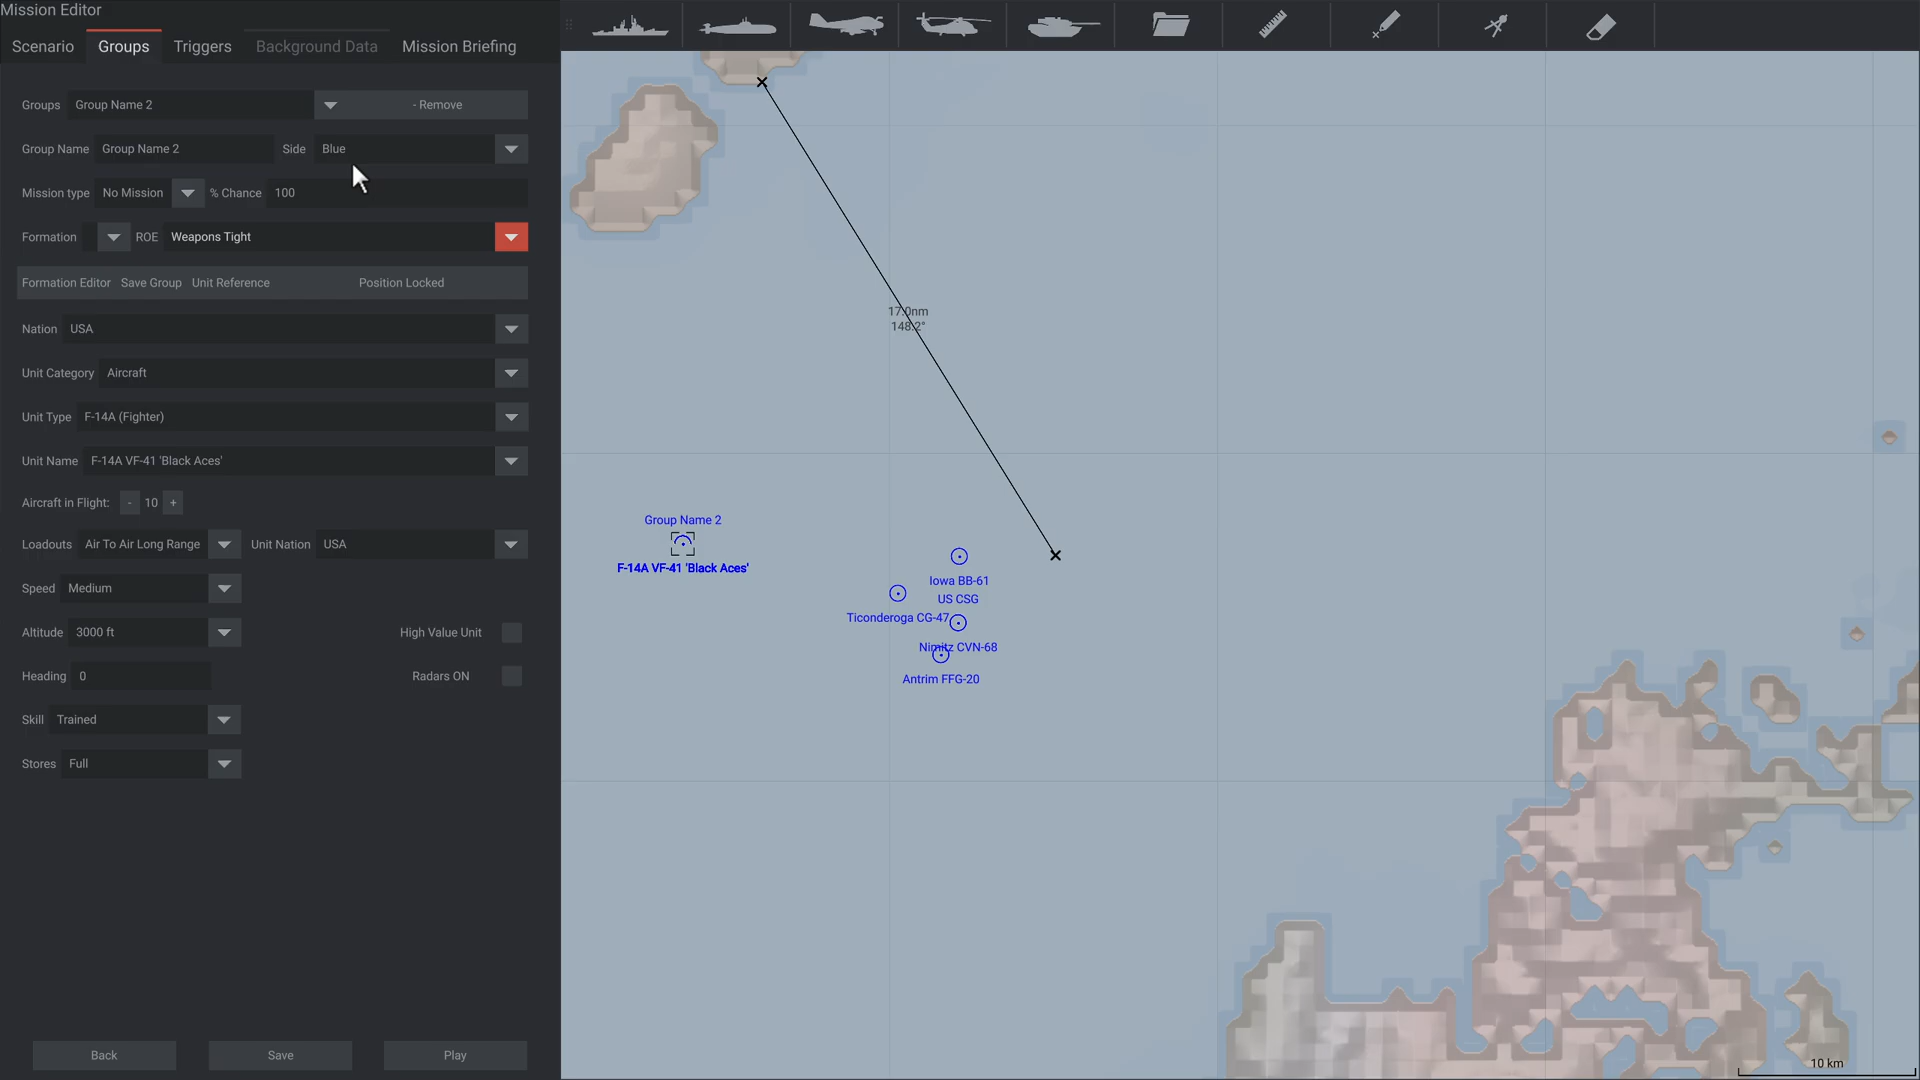 Mission Editor
Scenario Groups Triggers Background Data Mission Briefing
Groups Group Name 2 - Remove
Group Name Group Name 2 Side Blue
Mission type No Mission % Chance 100
Formation ROE Weapons Tight
Formation Editor Save Group Unit Reference Position Locked
Nation USA
Unit Category Aircraft
Unit Type F-14A (Fighter)
Unit Name F-14A VF-41 'Black Aces'
Aircraft in Flight: - 10 +
Loadouts Air To Air Long Range Unit Nation USA
Speed Medium
Altitude 3000 ft High Value Unit
Heading 0 Radars ON
Skill Trained
Stores Full
Back Save Play
17.0nm
148.2°
Group Name 2
F-14A VF-41 'Black Aces'
Iowa BB-61
US CSG
Ticonderoga CG-47
Nimitz CVN-68
Antrim FFG-20
10 km